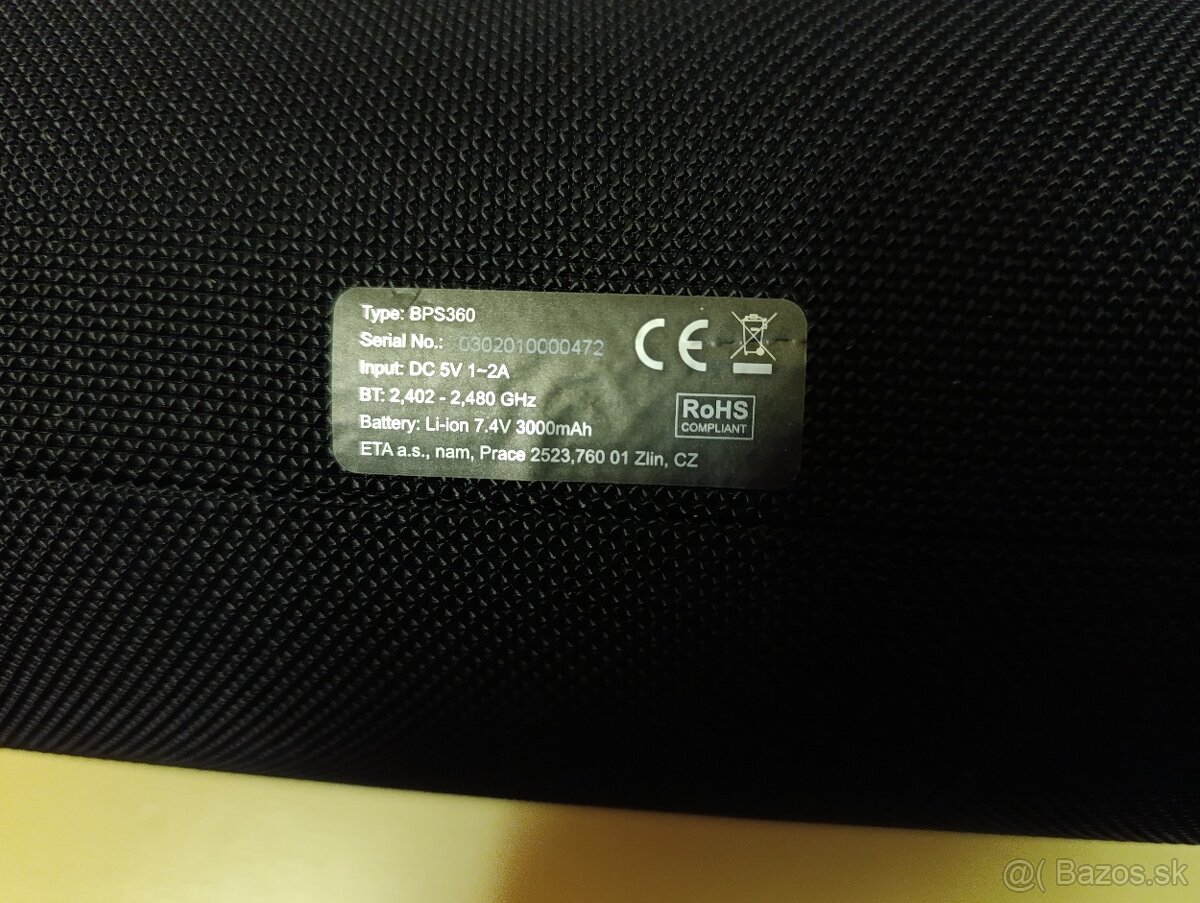 Type: BPS360
Serial No.: 0302010000472
Input: DC 5V 1~2A
BT: 2,402 - 2,480 GHz
Battery: Li-ion 7.4V 3000mAh
ETA a.s., nam, Prace 2523,760 01 Zlin, CZ
CE
RoHS
COMPLIANT
@( Bazos.sk